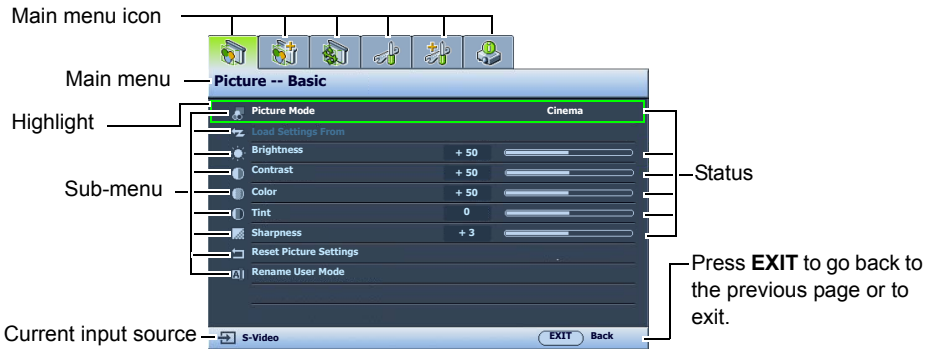 Main menu icon
Main menu
Picture -- Basic
Highlight
Picture Mode Cinema
Load Settings From
Brightness + 50
Contrast + 50
Status
Sub-menu
Color + 50
Tint 0
Sharpness + 3
Reset Picture Settings
AI Rename User Mode
Press EXIT to go back to
the previous page or to
exit.
Current input source
S-Video EXIT Back